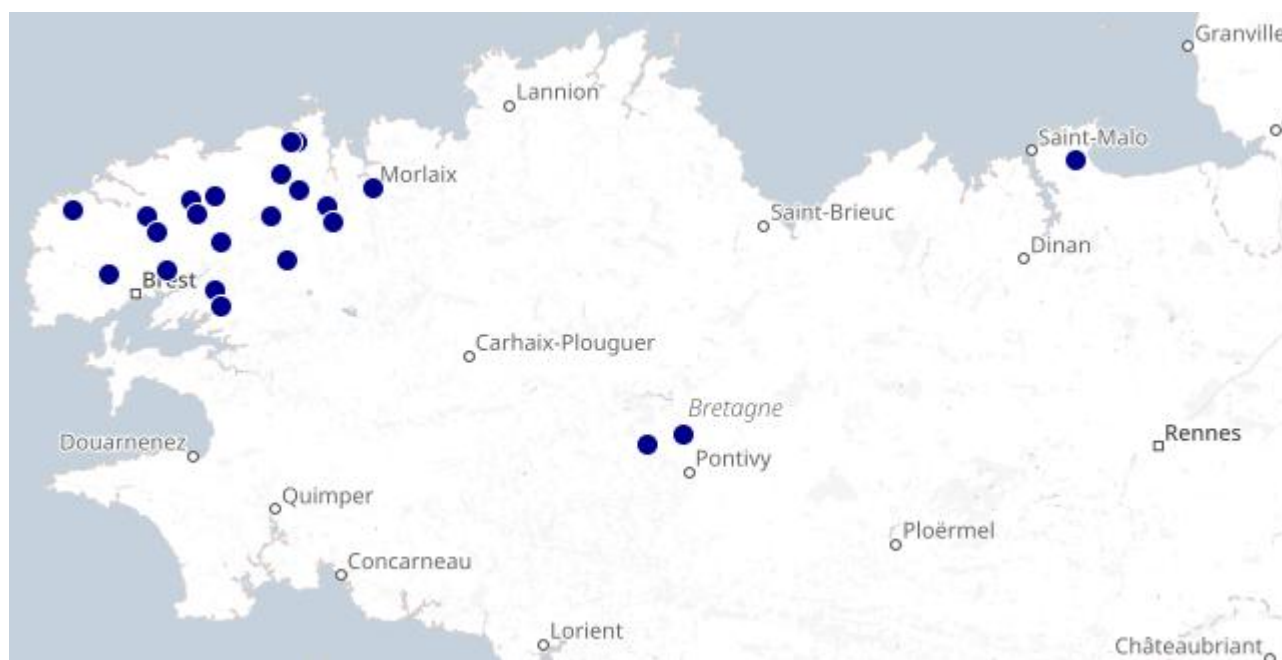 Granville
Lannion
Saint-Malo
Morlaix
Saint-Brieuc
Dinan
Brest
Carhaix-Plouguer
Bretagne
Rennes
Douarnenez
Pontivy
Quimper
Ploërmel
Concarneau
Lorient
Châteaubriant